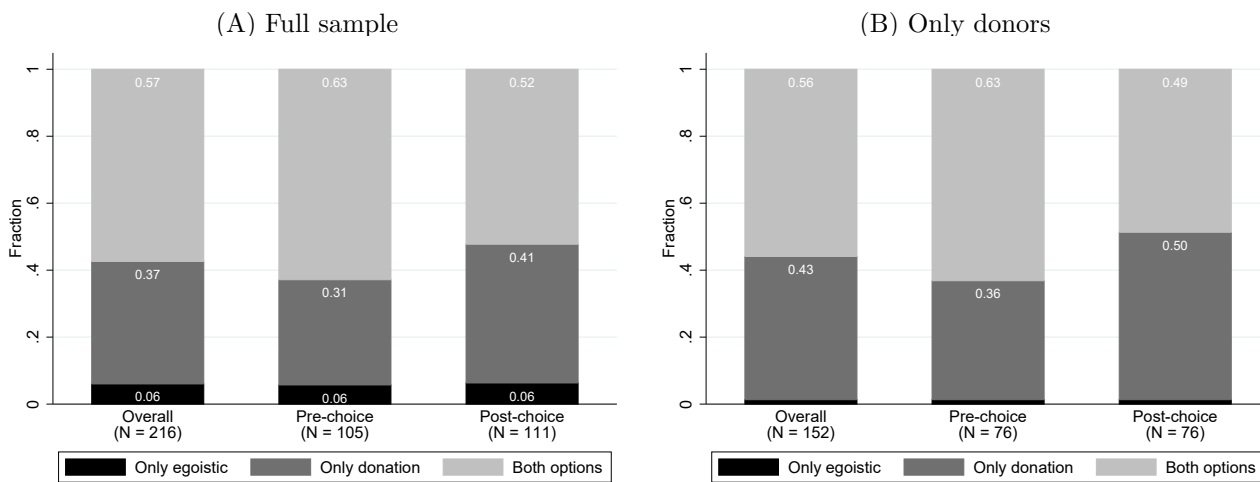 (A) Full sample
Fraction
1
.8
.6
.4
.2
0
0.57
0.63
0.52
0.37
0.31
0.41
0.06
0.06
0.06
Overall
(N = 216)
Pre-choice
(N = 105)
Post-choice
(N = 111)
Only egoistic
Only donation
Both options
(B) Only donors
Fraction
1
.8
.6
.4
.2
0
0.56
0.63
0.49
0.43
0.36
0.50
Overall
(N = 152)
Pre-choice
(N = 76)
Post-choice
(N = 76)
Only egoistic
Only donation
Both options